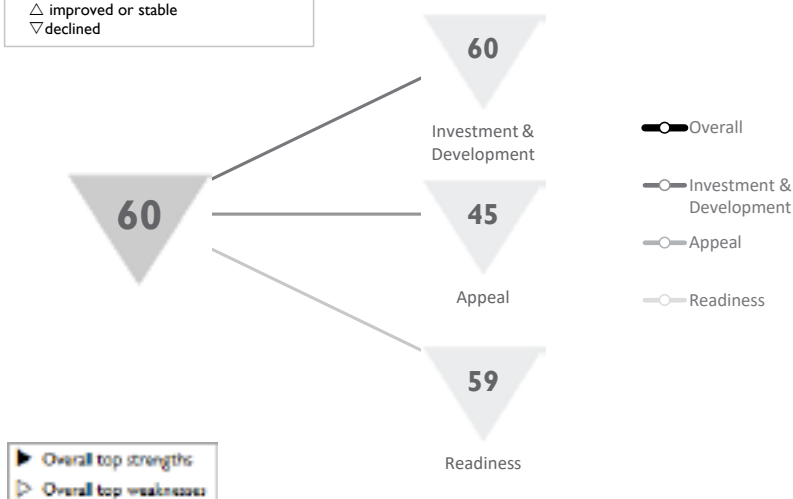 △ improved or stable
▽ declined
60
Investment &
Development
60
45
Appeal
59
Readiness
Overall
Investment &
Development
Appeal
Readiness
▶ Overall top strengths
▷ Overall top weaknesses